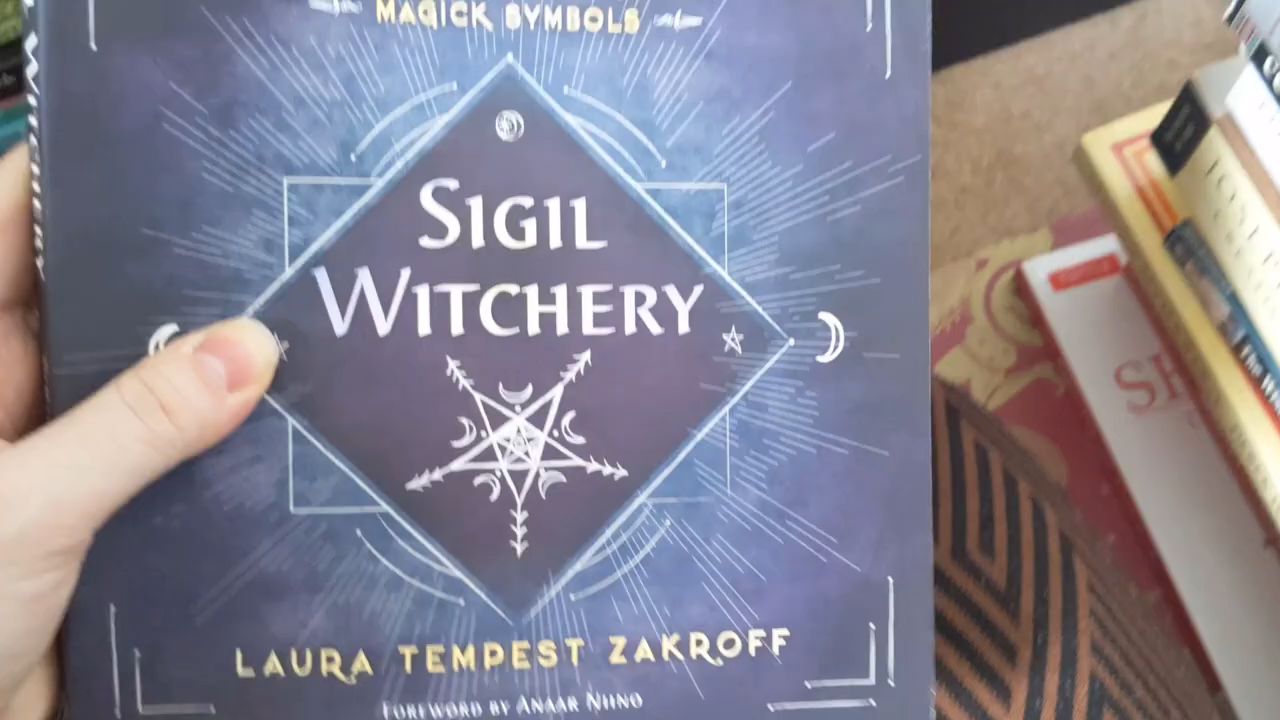 MAGICK SYMBOLS
SIGIL
WITCHERY
LAURA TEMPEST ZAKROFF
FOREWORD BY ANAAR NIINO